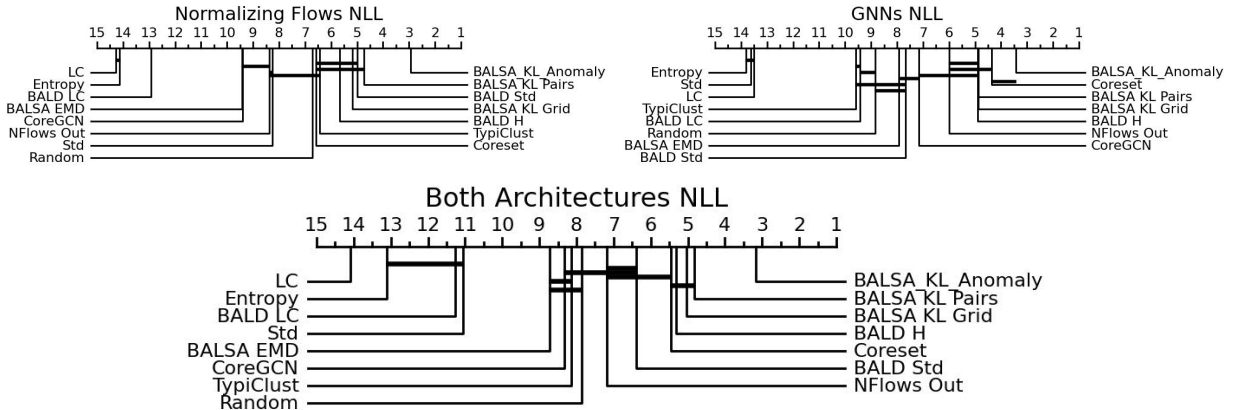 Normalizing Flows NLL
15 14 13 12 11 10 9 8 7 6 5 4 3 2 1
LC
Entropy
BALD LC
BALSA EMD
CoreGCN
NFlows Out
Std
Random
BALSA_KL_Anomaly
BALSA KL Pairs
BALD Std
BALSA KL Grid
BALD H
TypiClust
Coreset
GNNs NLL
15 14 13 12 11 10 9 8 7 6 5 4 3 2 1
Entropy
Std
LC
TypiClust
BALD LC
Random
BALSA EMD
BALD Std
BALSA_KL_Anomaly
Coreset
BALSA KL Pairs
BALSA KL Grid
BALD H
NFlows Out
CoreGCN
Both Architectures NLL
15 14 13 12 11 10 9 8 7 6 5 4 3 2 1
LC
Entropy
BALD LC
Std
BALSA EMD
CoreGCN
TypiClust
Random
BALSA_KL_Anomaly
BALSA KL Pairs
BALSA KL Grid
BALD H
Coreset
BALD Std
NFlows Out